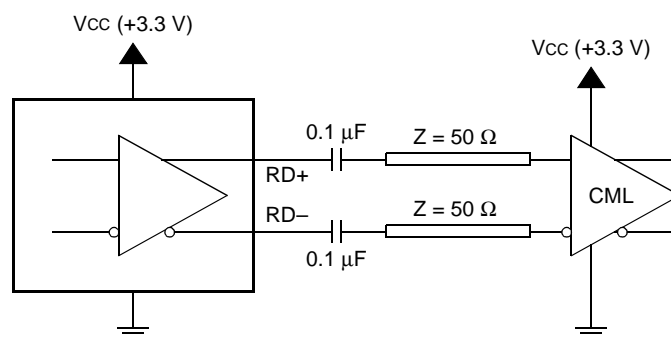 VCC (+3.3 V)
VCC (+3.3 V)
0.1 μF
Z = 50 Ω
RD+
CML
RD–
Z = 50 Ω
0.1 μF